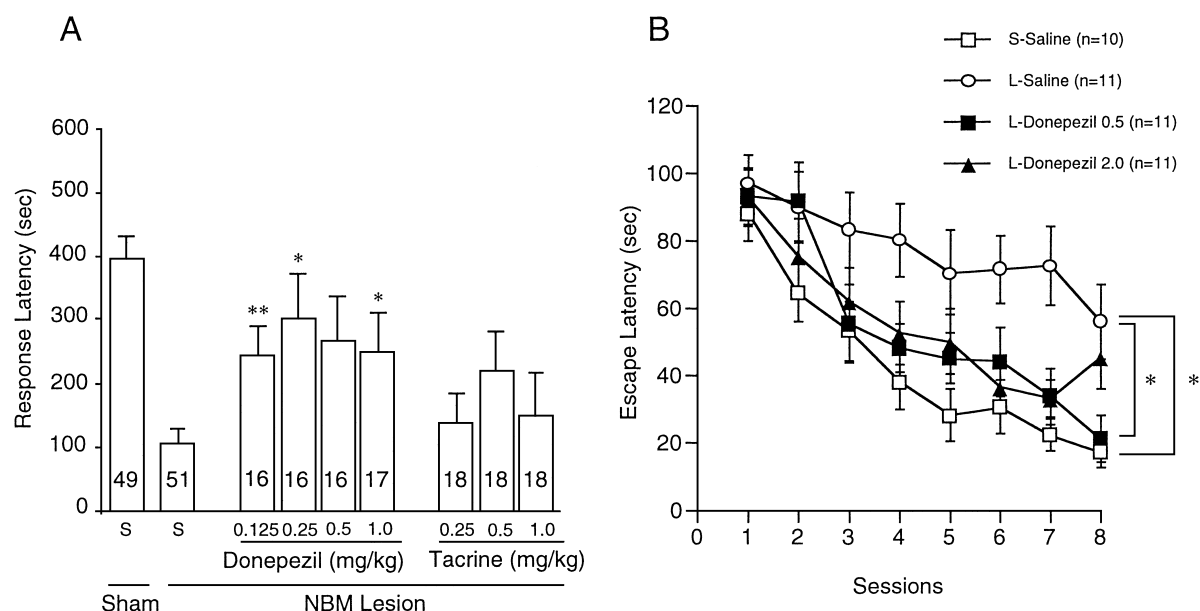 A
Response Latency (sec)
600
500
400
300
200
100
0
49
51
16
16
16
17
18
18
18
**
*
*
S
S
0.125 0.25 0.5 1.0
0.25 0.5 1.0
Donepezil (mg/kg)
Tacrine (mg/kg)
Sham
NBM Lesion
B
S-Saline (n=10)
L-Saline (n=11)
L-Donepezil 0.5 (n=11)
L-Donepezil 2.0 (n=11)
Escape Latency (sec)
120
100
80
60
40
20
0
0 1 2 3 4 5 6 7 8
Sessions
*
*